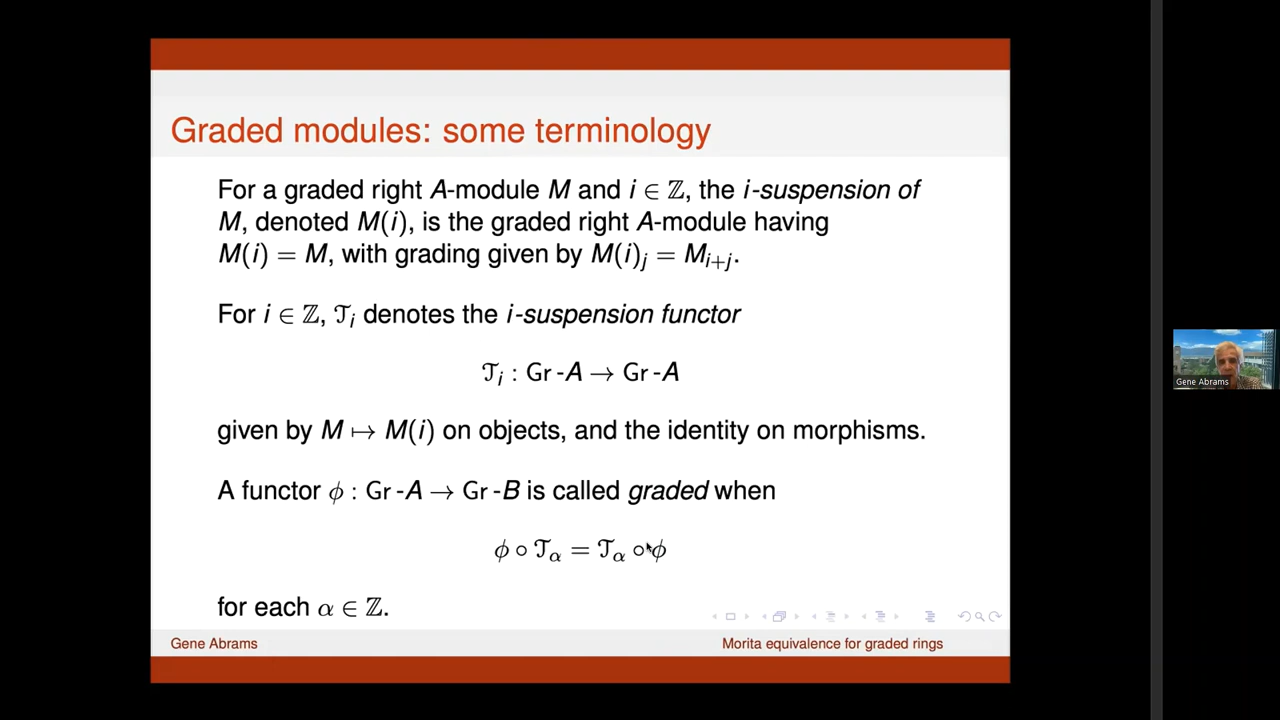 Graded modules: some terminology
For a graded right A-module M and i ∈ ℤ, the i-suspension of
M, denoted M(i), is the graded right A-module having
M(i) = M, with grading given by M(i)ⱼ = Mᵢ₊ⱼ.
For i ∈ ℤ, 𝒯ᵢ denotes the i-suspension functor
𝒯ᵢ : Gr -A → Gr -A
given by M ↦ M(i) on objects, and the identity on morphisms.
A functor ϕ : Gr -A → Gr -B is called graded when
ϕ ∘ 𝒯_α = 𝒯_α ∘ ϕ
for each α ∈ ℤ.
Gene Abrams
Morita equivalence for graded rings
Gene Abrams